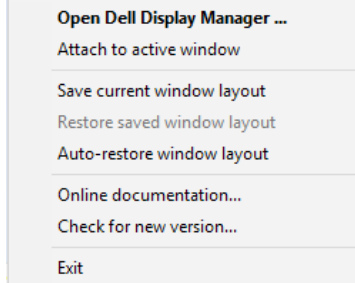 Open Dell Display Manager ...
Attach to active window
Save current window layout
Restore saved window layout
Auto-restore window layout
Online documentation...
Check for new version...
Exit